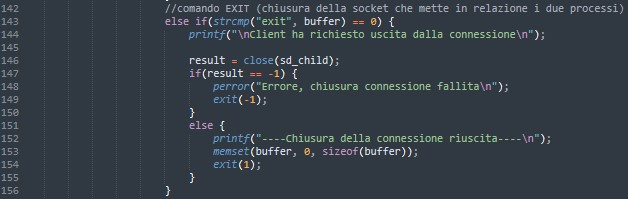 142 //comando EXIT (chiusura della socket che mette in relazione i due processi)
143 else if(strcmp("exit", buffer) == 0) {
144 printf("\nClient ha richiesto uscita dalla connessione\n");
145
146 result = close(sd_child);
147 if(result == -1) {
148 perror("Errore, chiusura connessione fallita\n");
149 exit(-1);
150 }
151 else {
152 printf("----Chiusura della connessione riuscita----\n");
153 memset(buffer, 0, sizeof(buffer));
154 exit(1);
155 }
156 }